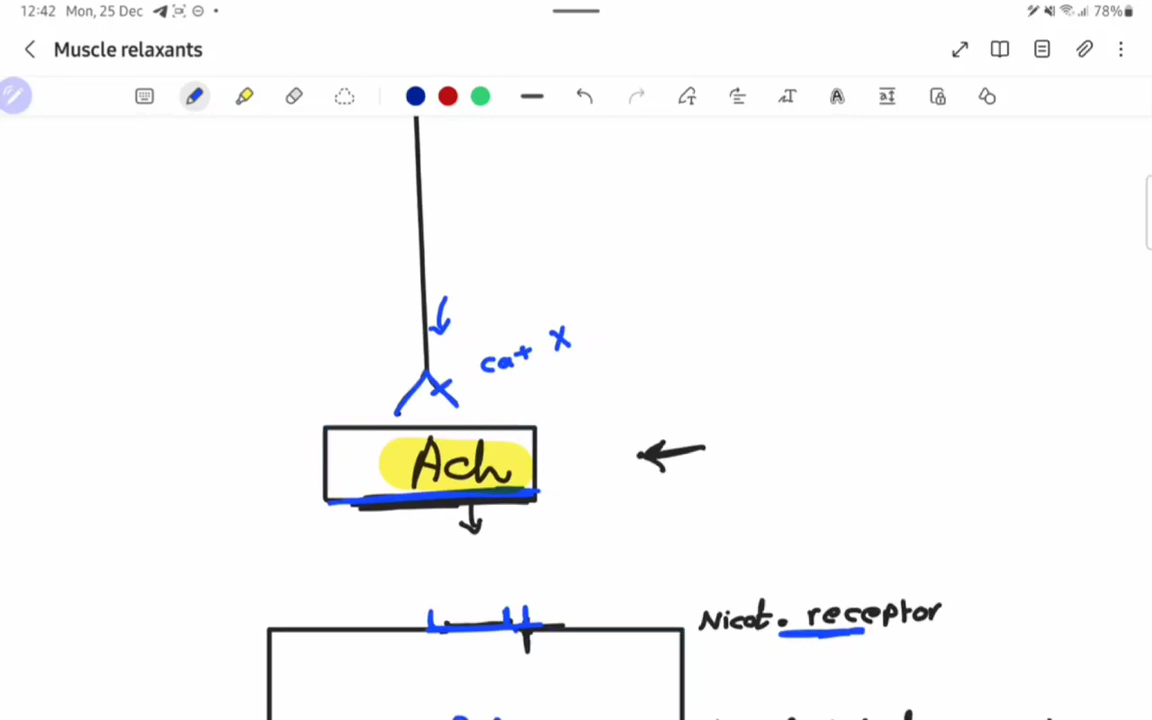 12:42 Mon, 25 Dec 78%
Muscle relaxants
ca+ x
Ach
Nicot. receptor